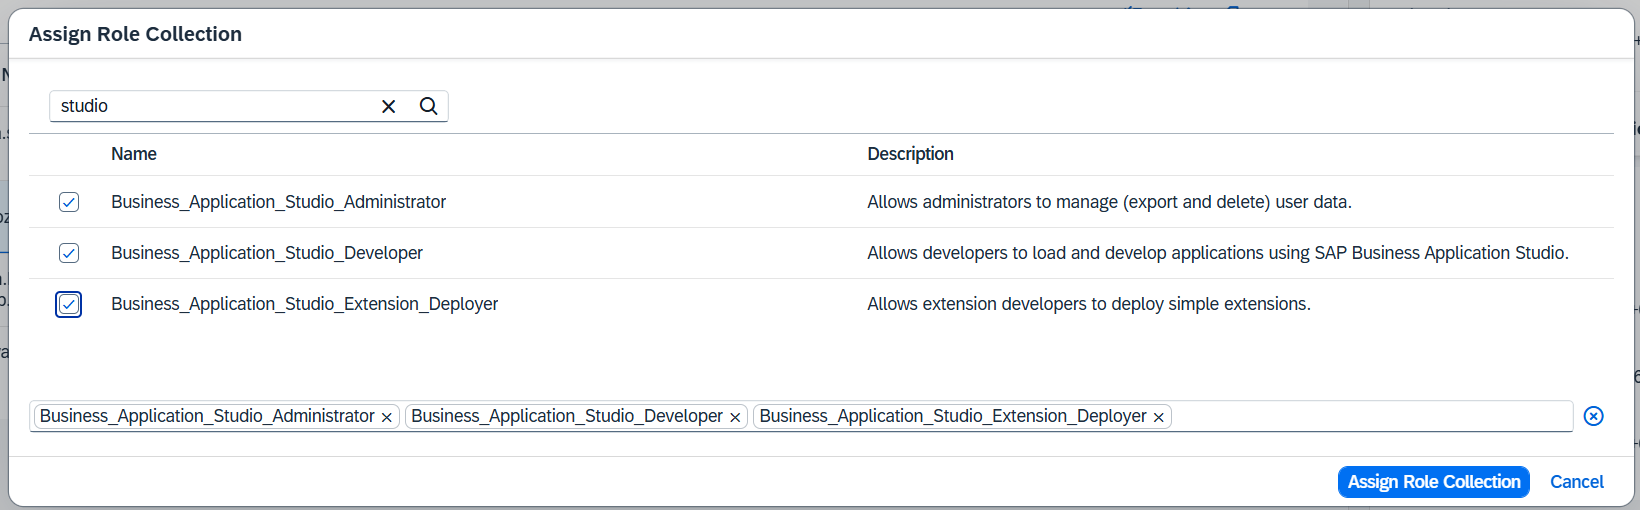 Assign Role Collection
studio
Name Description
Business_Application_Studio_Administrator Allows administrators to manage (export and delete) user data.
Business_Application_Studio_Developer Allows developers to load and develop applications using SAP Business Application Studio.
Business_Application_Studio_Extension_Deployer Allows extension developers to deploy simple extensions.
Business_Application_Studio_Administrator Business_Application_Studio_Developer Business_Application_Studio_Extension_Deployer
Assign Role Collection Cancel